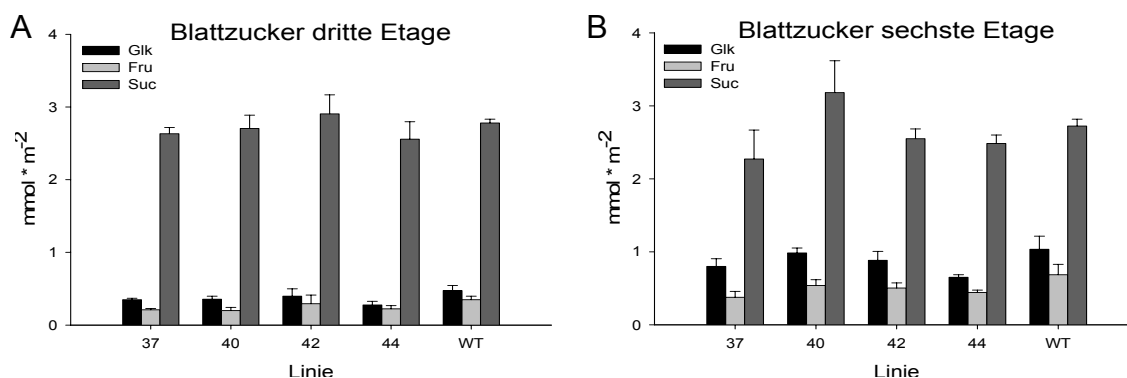 A
Blattzucker dritte Etage
4
3
2
1
0
mmol * m-2
Glk
Fru
Suc
37 40 42 44 WT
Linie
B
Blattzucker sechste Etage
4
3
2
1
0
mmol * m-2
Glk
Fru
Suc
37 40 42 44 WT
Linie